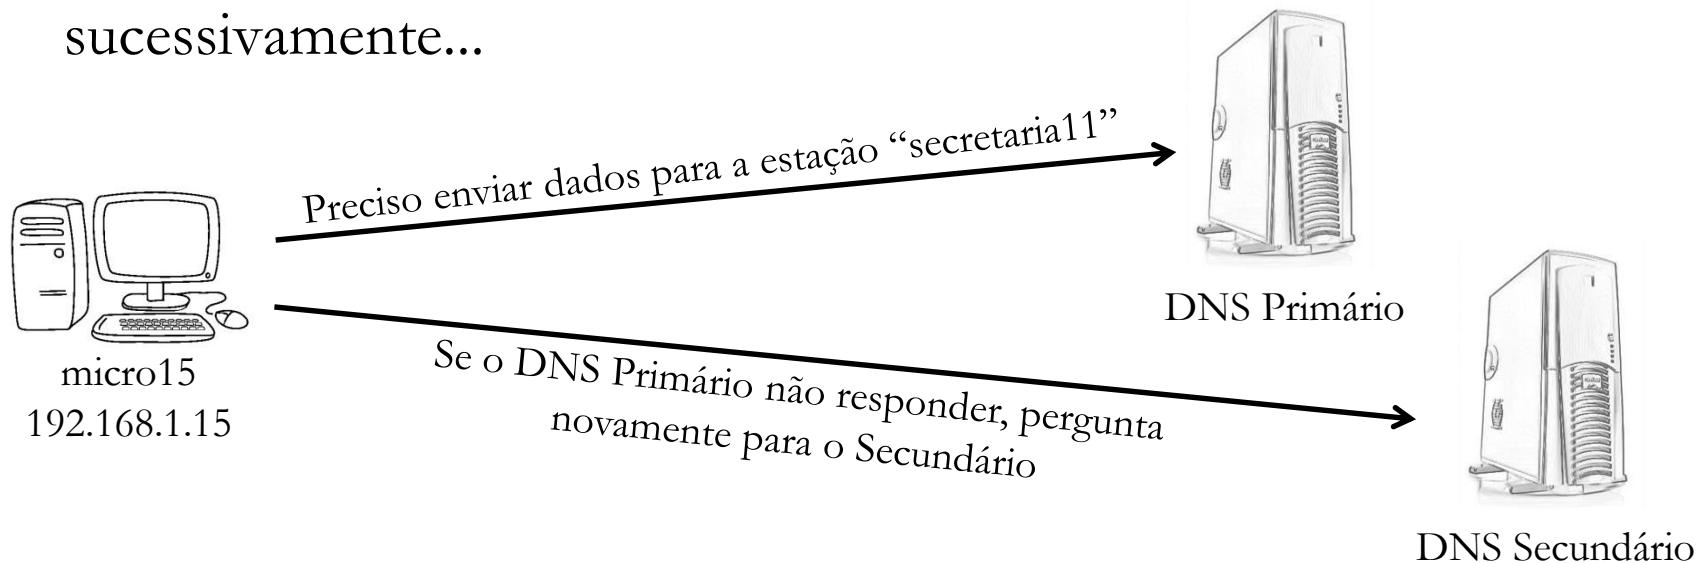 sucessivamente...
Preciso enviar dados para a estação “secretaria11”
DNS Primário
micro15
192.168.1.15
Se o DNS Primário não responder, pergunta
novamente para o Secundário
DNS Secundário